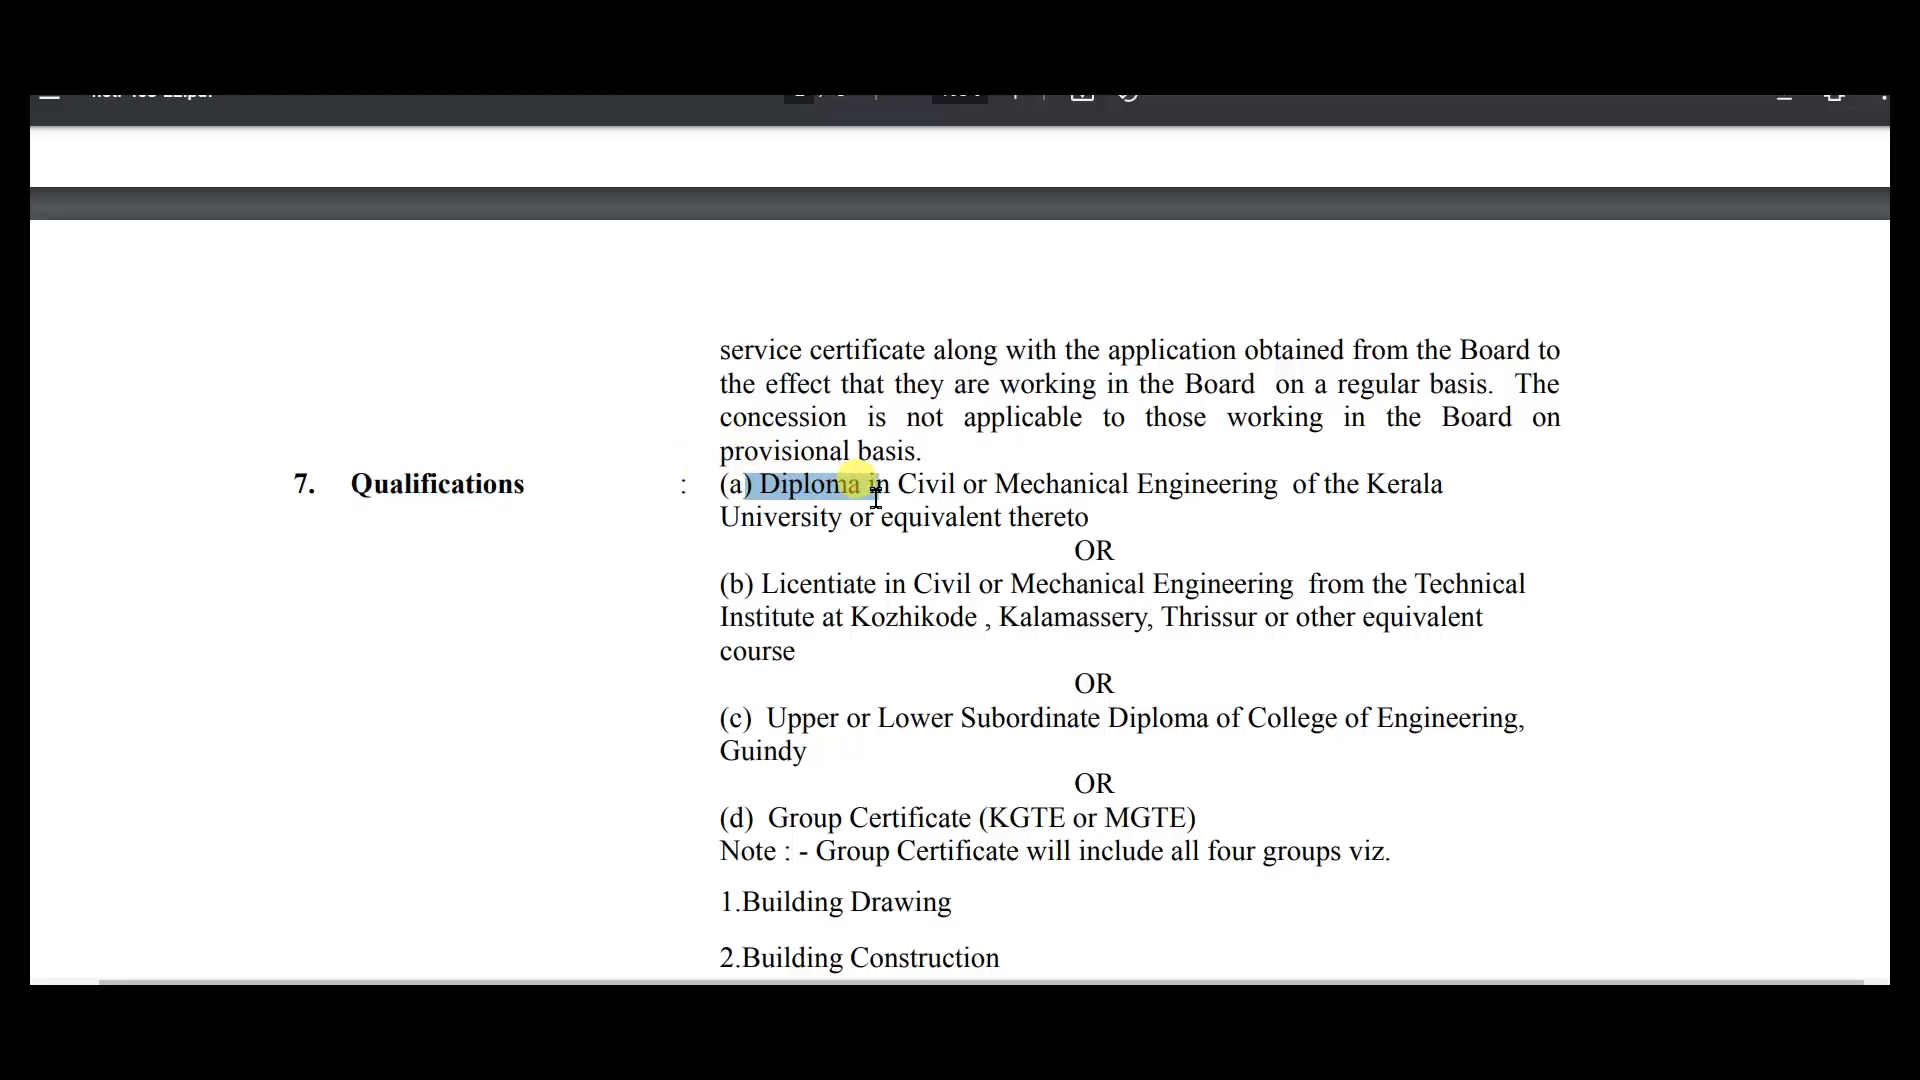 service certificate along with the application obtained from the Board to
the effect that they are working in the Board on a regular basis. The
concession is not applicable to those working in the Board on
provisional basis.
7. Qualifications : (a) Diploma in Civil or Mechanical Engineering of the Kerala
University or equivalent thereto
OR
(b) Licentiate in Civil or Mechanical Engineering from the Technical
Institute at Kozhikode , Kalamassery, Thrissur or other equivalent
course
OR
(c) Upper or Lower Subordinate Diploma of College of Engineering,
Guindy
OR
(d) Group Certificate (KGTE or MGTE)
Note : - Group Certificate will include all four groups viz.
1.Building Drawing
2.Building Construction